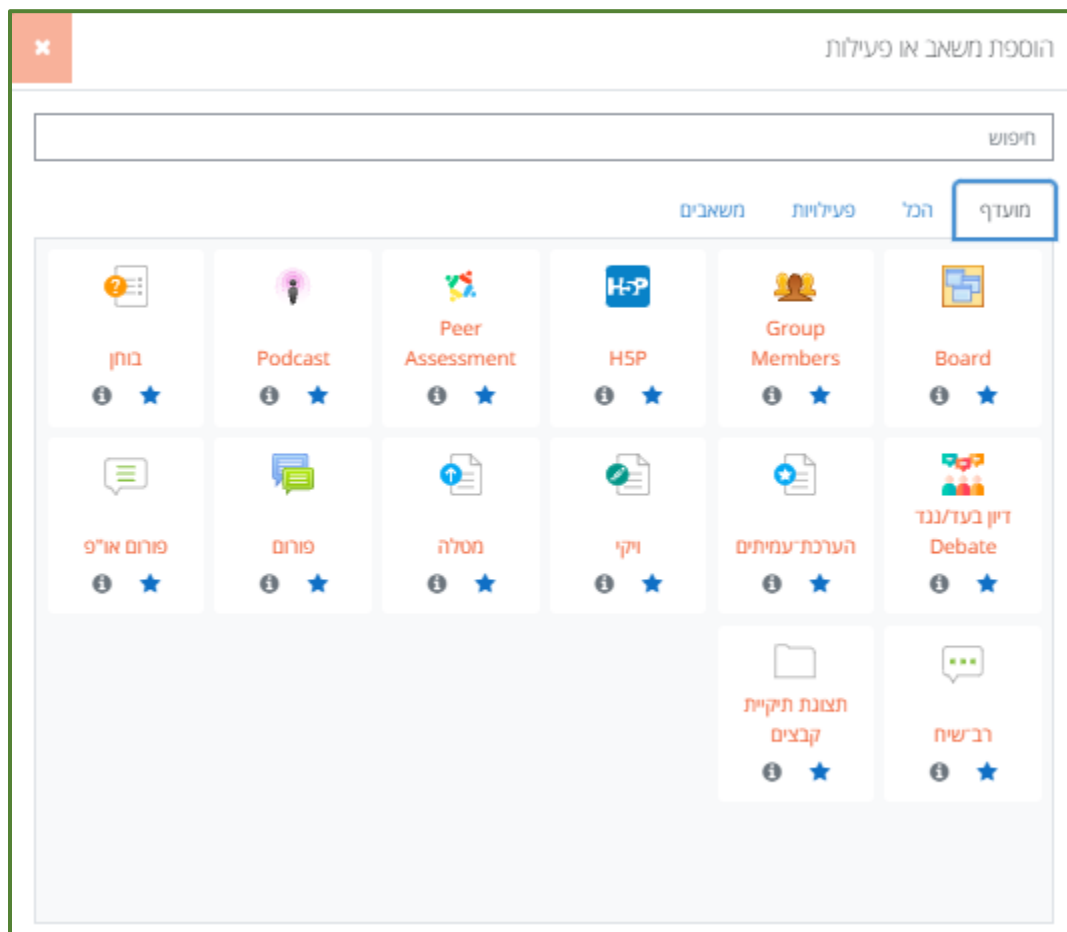 הוספת משאב או פעילות
חיפוש
מועדף הכל פעילויות משאבים
Board
Group
Members
H5P
H5P
Peer
Assessment
Podcast
בוחן
דיון בעד/נגד
Debate
הערכת־עמיתים
ויקי
מטלה
פורום
פורום או"פ
רב־שיח
תצוגת תיקיית
קבצים